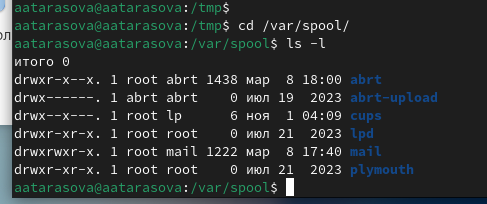 ол
aatarasova@aatarasova:/tmp$
aatarasova@aatarasova:/tmp$ cd /var/spool/
aatarasova@aatarasova:/var/spool$ ls -l
итого 0
drwxr-x--x. 1 root abrt 1438 мар  8 18:00 abrt
drwx------. 1 abrt abrt    0 июл 19  2023 abrt-upload
drwx--x---. 1 root lp      6 ноя  1 04:09 cups
drwxr-xr-x. 1 root root    0 июл 21  2023 lpd
drwxrwxr-x. 1 root mail 1222 мар  8 17:40 mail
drwxr-xr-x. 1 root root    0 июл 21  2023 plymouth
aatarasova@aatarasova:/var/spool$